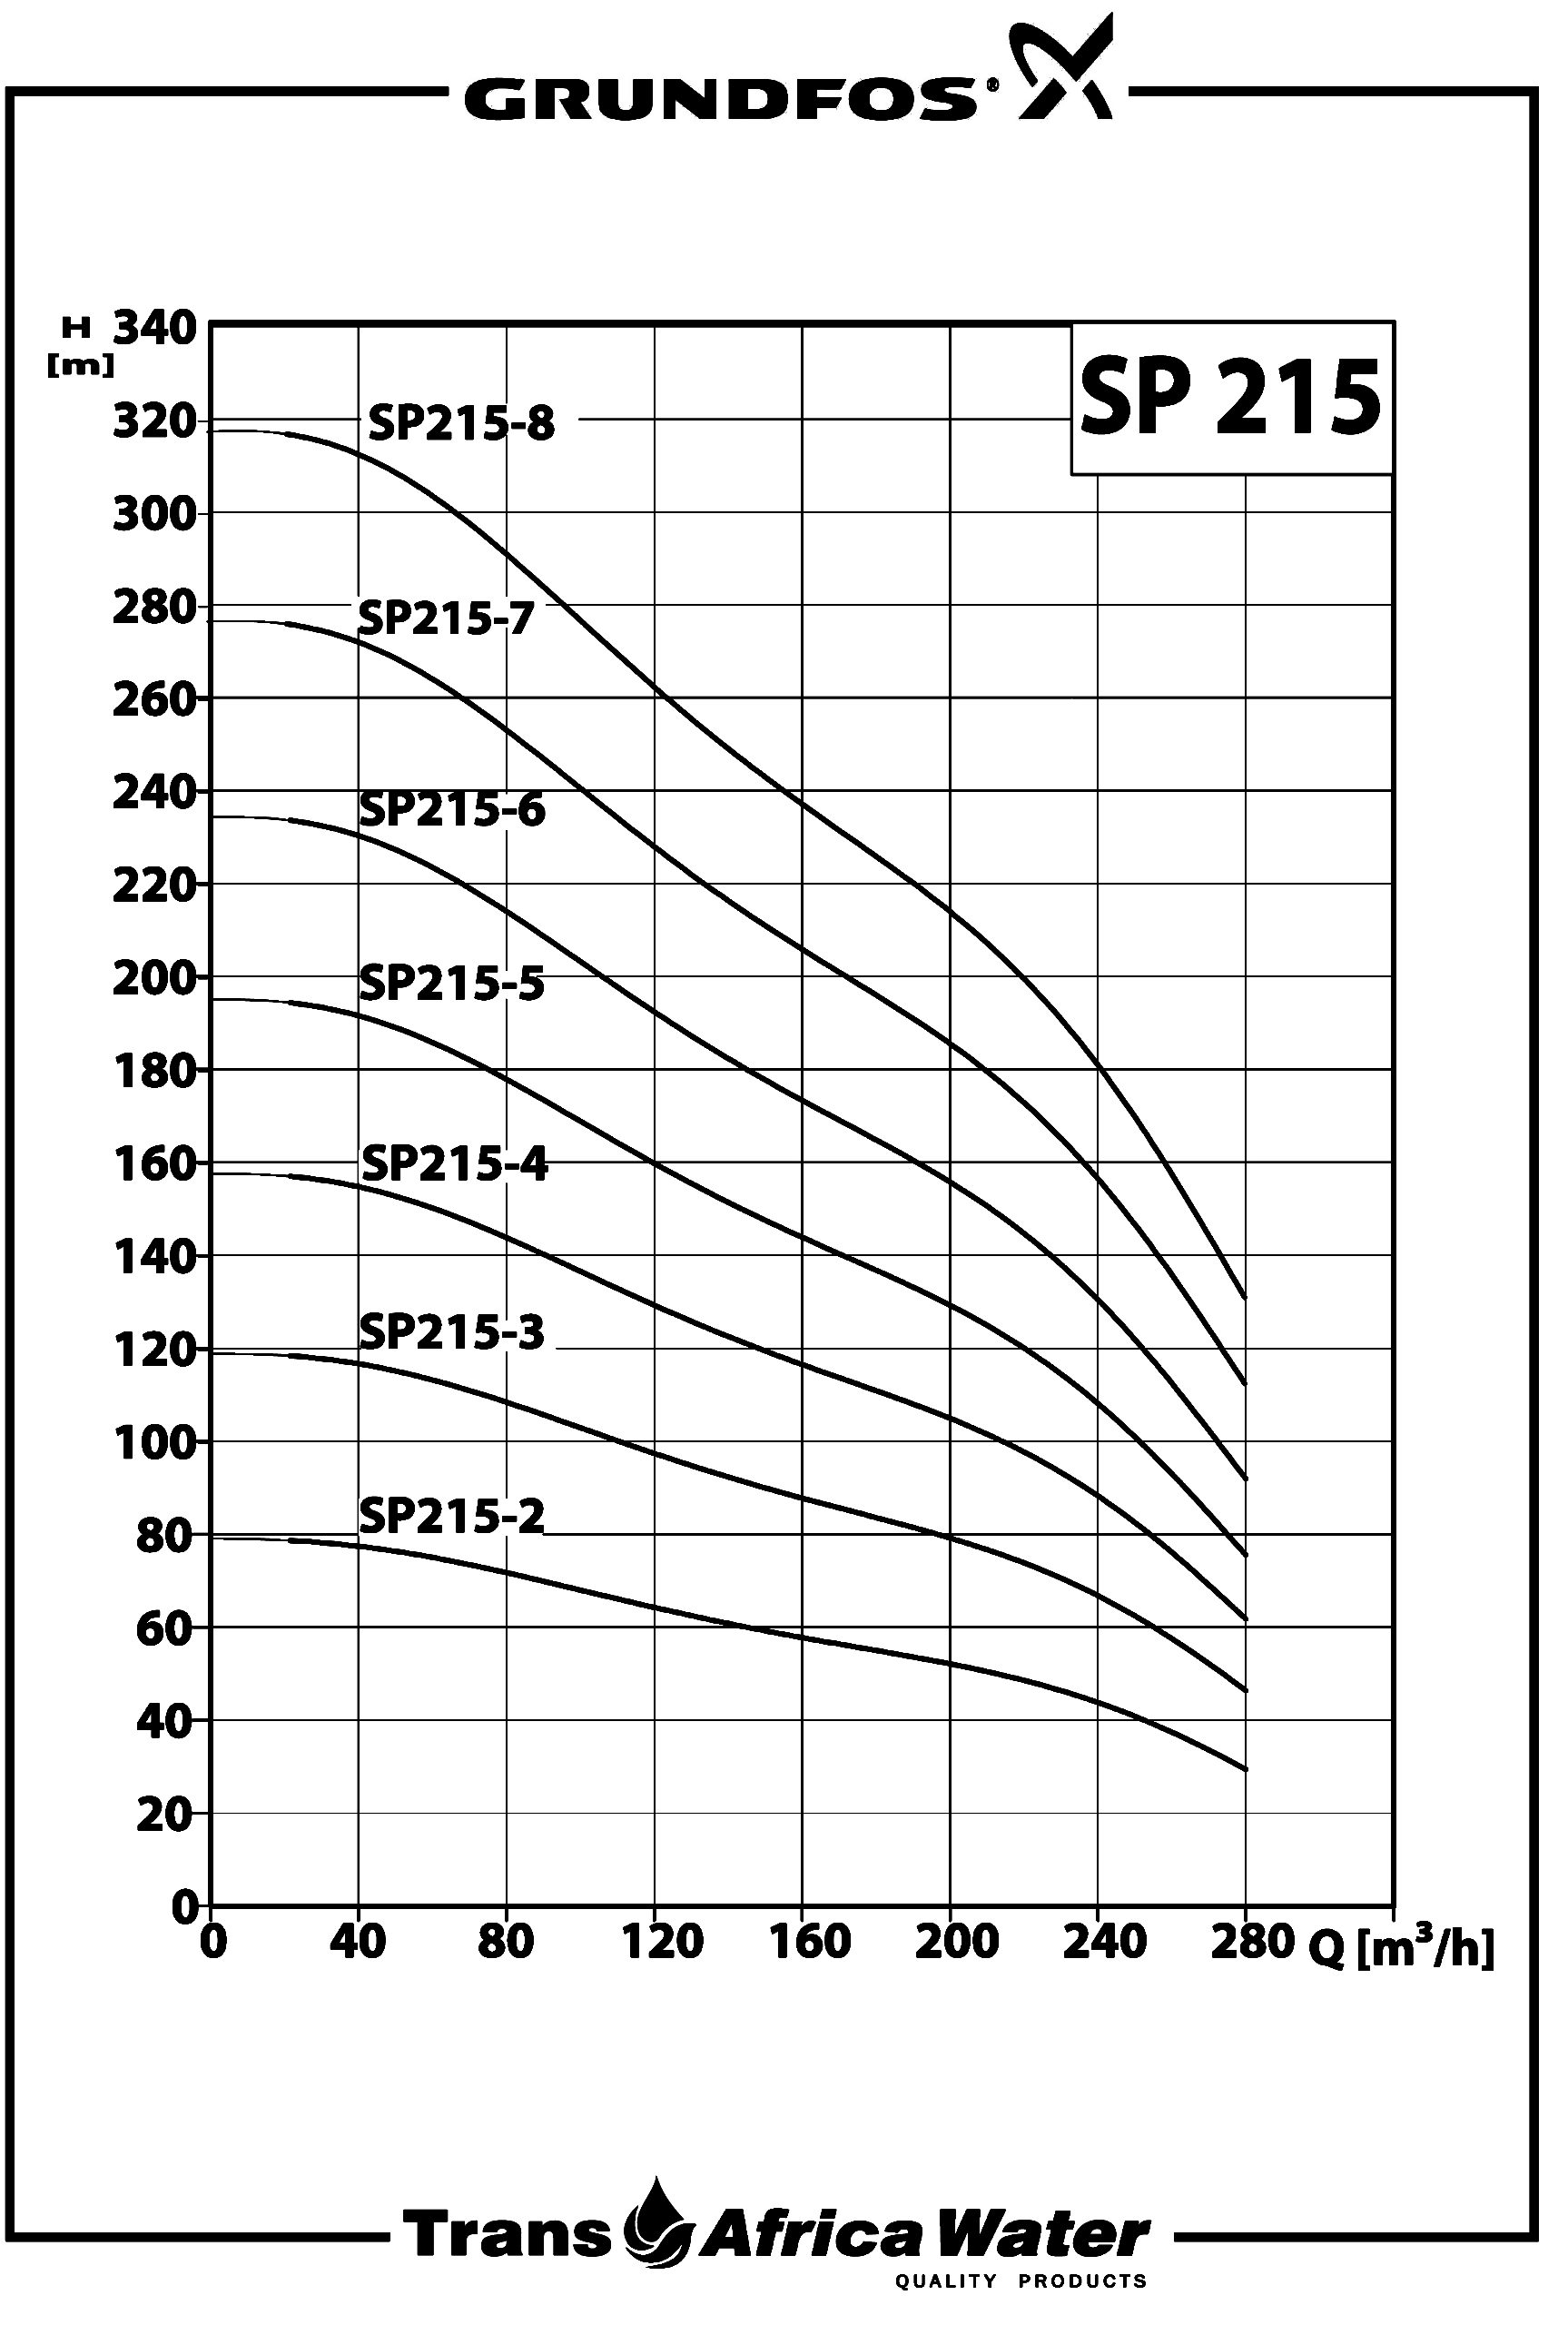 GRUNDFOS®
H
[m]
340
320
300
280
260
240
220
200
180
160
140
120
100
80
60
40
20
0
SP 215
SP215-8
SP215-7
SP215-6
SP215-5
SP215-4
SP215-3
SP215-2
0 40 80 120 160 200 240 280 Q [m³/h]
Trans Africa Water
QUALITY PRODUCTS